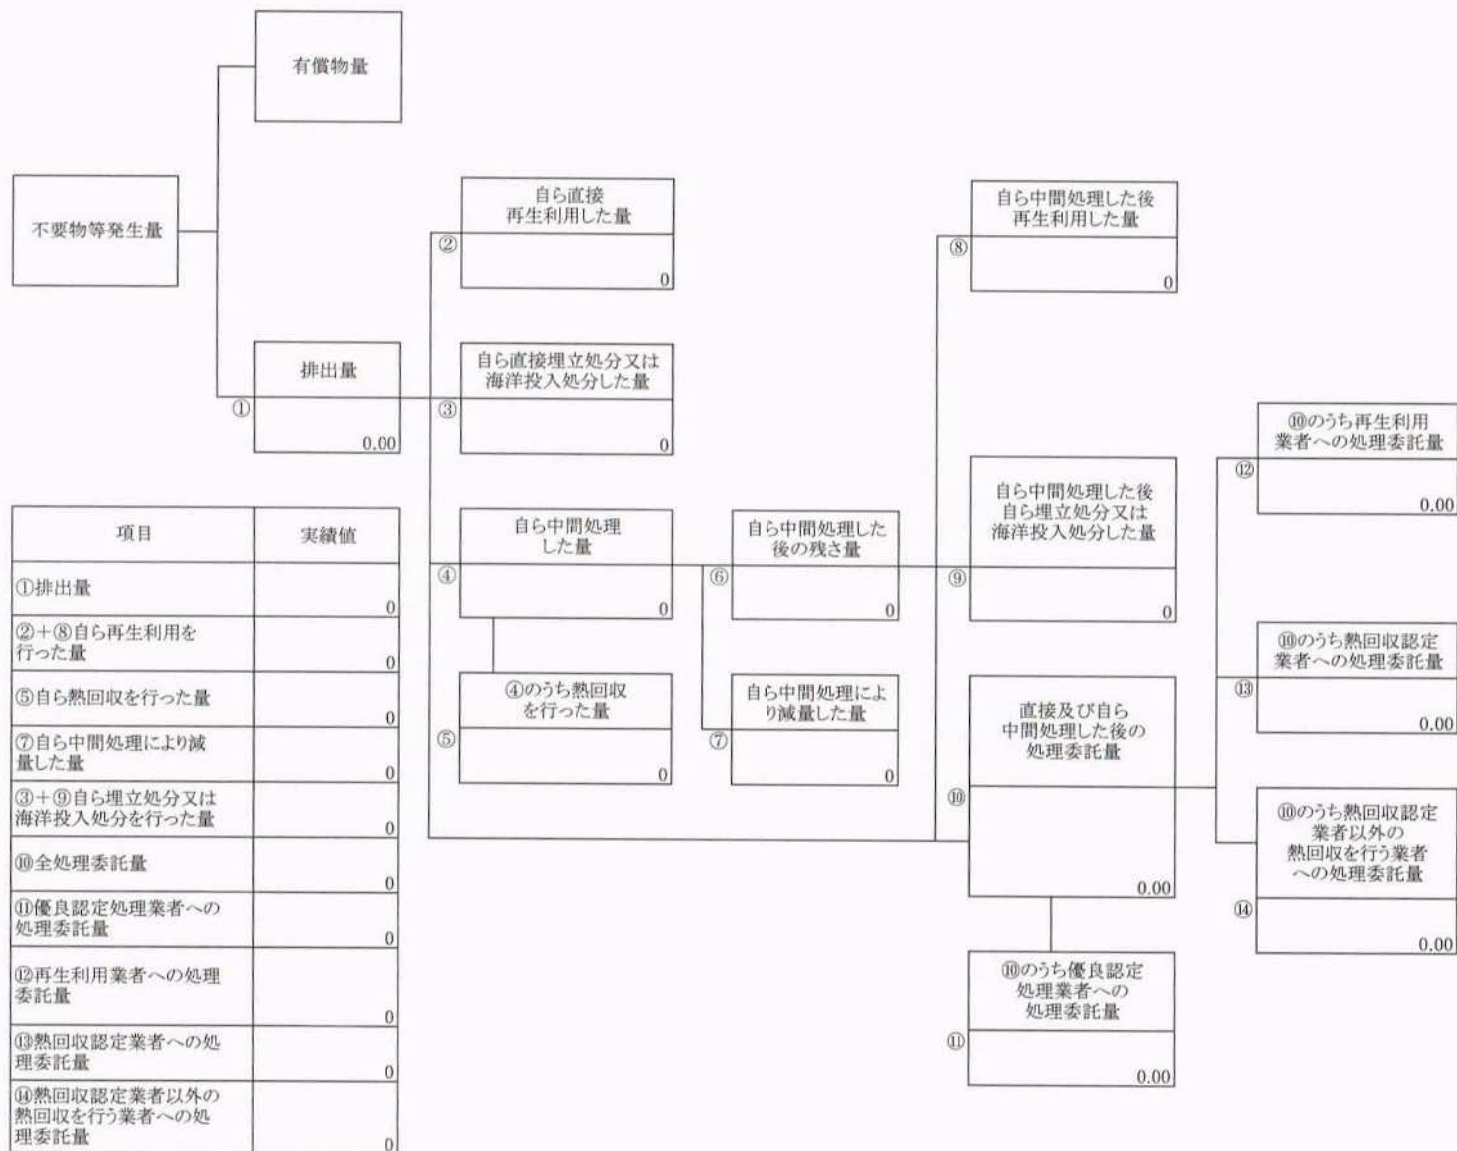 有償物量
不要物等発生量
排出量
①
0.00
自ら直接
再生利用した量
②
0
自ら直接埋立処分又は
海洋投入処分した量
③
0
自ら中間処理
した量
④
0
④のうち熱回収
を行った量
⑤
0
自ら中間処理した
後の残さ量
⑥
0
自ら中間処理によ
り減量した量
⑦
0
自ら中間処理した後
再生利用した量
⑧
0
自ら中間処理した後
自ら埋立処分又は
海洋投入処分した量
⑨
0
直接及び自ら
中間処理した後の
処理委託量
⑩
0.00
⑩のうち優良認定
処理業者への
処理委託量
⑪
0.00
⑩のうち再生利用
業者への処理委託量
⑫
0.00
⑩のうち熱回収認定
業者への処理委託量
⑬
0.00
⑩のうち熱回収認定
業者以外の
熱回収を行う業者
への処理委託量
⑭
0.00
項目 実績値
①排出量
0
②+⑧自ら再生利用を
行った量
0
⑤自ら熱回収を行った量
0
⑦自ら中間処理により減
量した量
0
③+⑨自ら埋立処分又は
海洋投入処分を行った量
0
⑩全処理委託量
0
⑪優良認定処理業者への
処理委託量
0
⑫再生利用業者への処理
委託量
0
⑬熱回収認定業者への処
理委託量
0
⑭熱回収認定業者以外の
熱回収を行う業者への処
理委託量
0